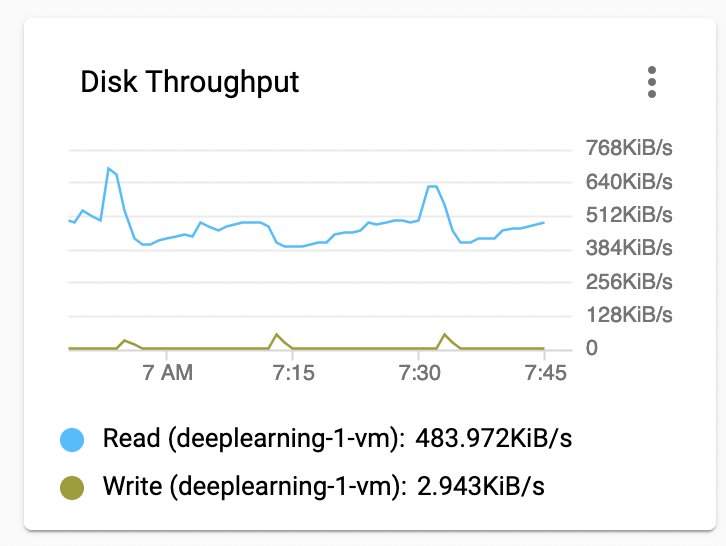 Disk Throughput
768KiB/s
640KiB/s
512KiB/s
384KiB/s
256KiB/s
128KiB/s
0
7 AM 7:15 7:30 7:45
Read (deeplearning-1-vm): 483.972KiB/s
Write (deeplearning-1-vm): 2.943KiB/s